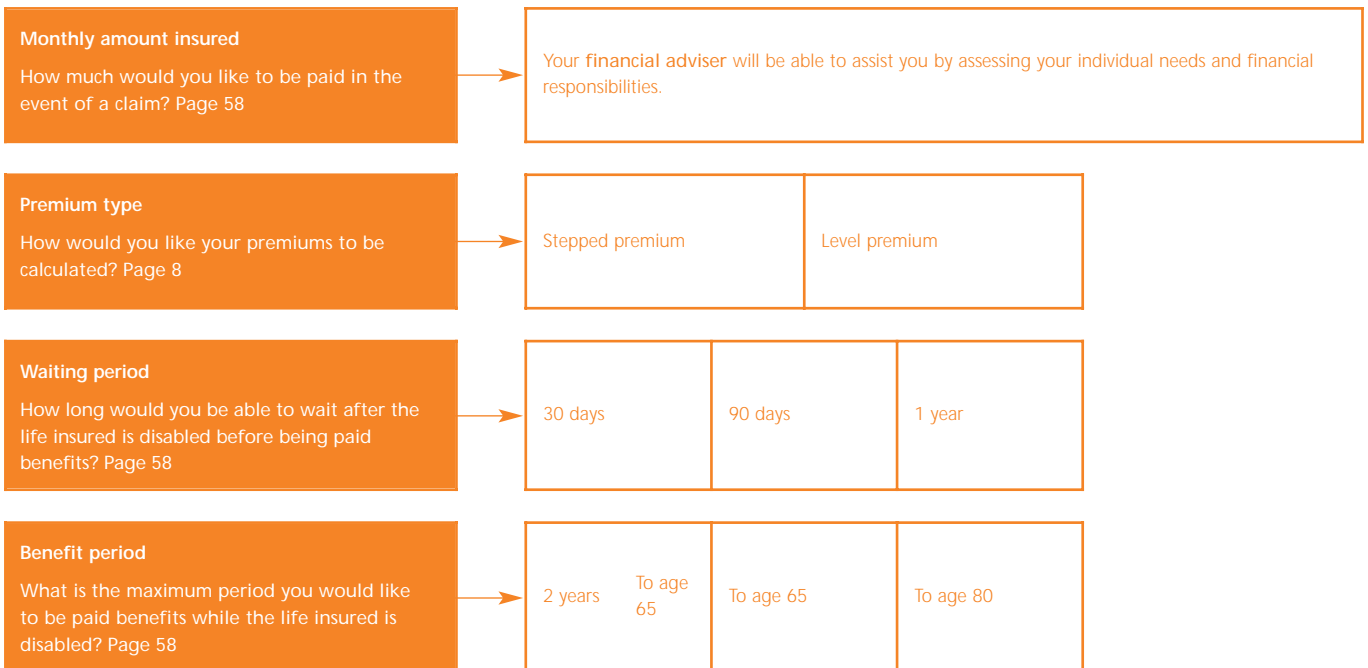 Monthly amount insured
How much would you like to be paid in the
event of a claim? Page 58
Your financial adviser will be able to assist you by assessing your individual needs and financial
responsibilities.
Premium type
How would you like your premiums to be
calculated? Page 8
Stepped premium
Level premium
Waiting period
How long would you be able to wait after the
life insured is disabled before being paid
benefits? Page 58
30 days
90 days
1 year
Benefit period
What is the maximum period you would like
to be paid benefits while the life insured is
disabled? Page 58
2 years
To age
65
To age 65
To age 80